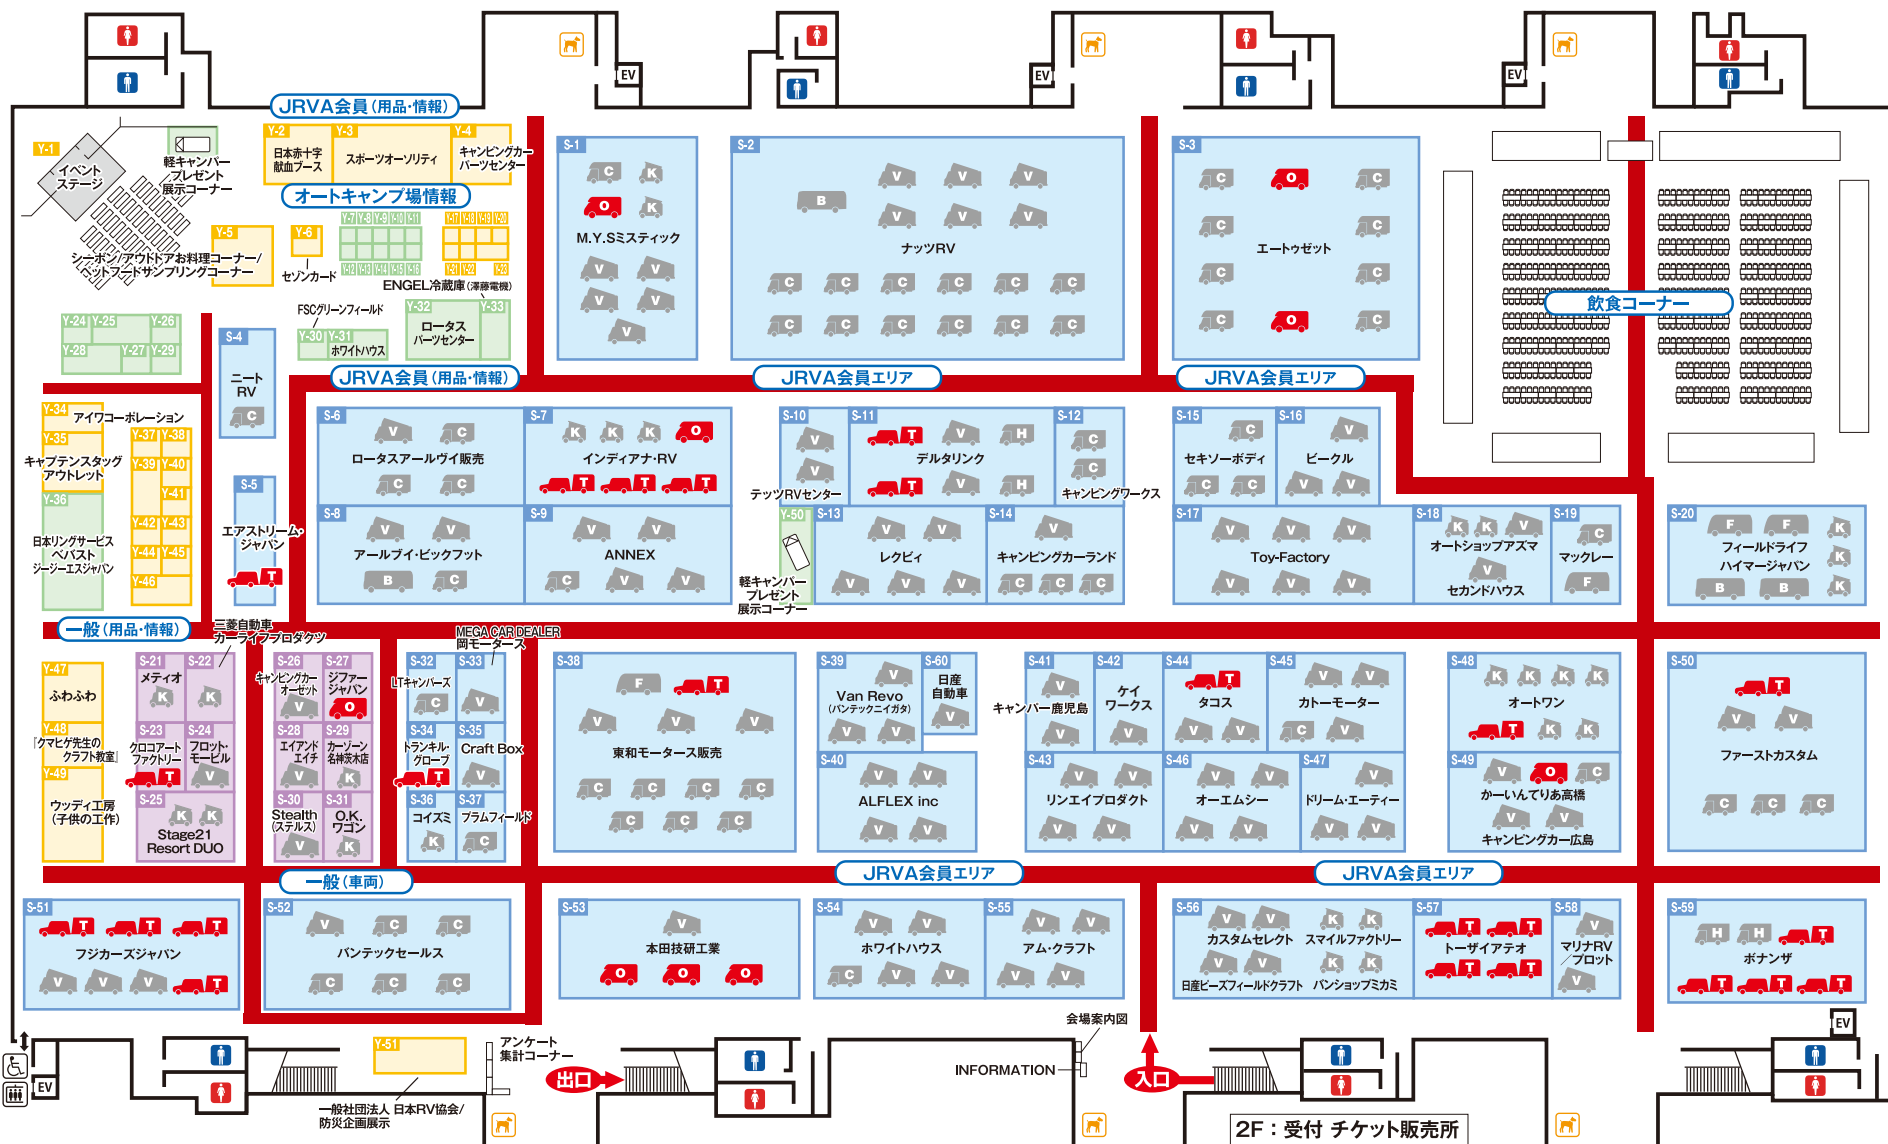 EV
EV
EV
JRVA会員（用品・情報）
Y-1
イベント
ステージ
軽キャンパー
プレゼント
展示コーナー
Y-2
日本赤十字
献血ブース
Y-3
スポーツオーソリティ
Y-4
キャンピングカー
パーツセンター
オートキャンプ場情報
Y-5
シーボン/アウトドアお料理コーナー/
ペットフードサンプリングコーナー
Y-6
セゾンカード
Y-7 Y-8 Y-9 Y-10 Y-11
Y-12 Y-13 Y-14 Y-15 Y-16
Y-17 Y-18 Y-19 Y-20
Y-21 Y-22 Y-23
ENGEL冷蔵庫（澤藤電機）
FSCグリーンフィールド
Y-30 Y-31
ホワイトハウス
Y-32
ロータス
パーツセンター
Y-33
Y-24 Y-25 Y-26
Y-28 Y-27 Y-29
S-1
C K
O K
M.Y.Sミスティック
V V
V V
V
S-2
B V V V
V V V
ナッツRV
C C C C C C
C C C C C C
S-3
C O C
C C
エートゥゼット
C C
C O C
飲食コーナー
JRVA会員（用品・情報）
JRVA会員エリア
JRVA会員エリア
S-4
ニート
RV
C
S-5
エアストリーム・
ジャパン
T
Y-34
アイワコーポレーション
Y-35
キャプテンスタッグ
アウトレット
Y-36
日本リングサービス
ベバスト
ジージーエスジャパン
Y-37 Y-38
Y-39 Y-40
Y-41
Y-42 Y-43
Y-44 Y-45
Y-46
S-6
V C
ロータスアールヴイ販売
C C
S-7
K K K O
インディアナ・RV
T T T
S-8
V V
アールブイ・ビックフット
B C
S-9
V V
ANNEX
C V V
S-10
V
V
テッツRVセンター
S-11
T V H
デルタリンク
T V H
S-12
C
C
キャンピングワークス
Y-50
軽キャンパー
プレゼント
展示コーナー
S-13
V V
レクビィ
V V V
S-14
V
キャンピングカーランド
C C C
S-15
C
セキソーボディ
C C
S-16
V
ビークル
V V
S-17
V V V
Toy-Factory
V V V
S-18
K K V
オートショップアズマ
V
セカンドハウス
S-19
C
マックレー
F
S-20
F F K
フィールドライフ
ハイマージャパン
K
B B K
一般（用品・情報）
三菱自動車
カーライフプロダクツ
MEGA CAR DEALER
岡モータース
Y-47
ふわふわ
Y-48
『クマヒゲ先生の
クラフト教室』
Y-49
ウッディ工房
（子供の工作）
S-21
メティオ
K
S-22
K
S-23
クロコアート
ファクトリー
T
S-24
フロット・
モービル
V
S-25
K K
Stage21
Resort DUO
S-26
キャンピングカー
オーゼット
V
S-27
ジファー
ジャパン
O
S-28
エイアンド
エイチ
V
S-29
カーゾーン
名神茨木店
K
S-30
Stealth
（ステルス）
V
S-31
O.K.
ワゴン
K
S-32
LTキャンパーズ
C
S-33
V
S-34
トランキル・
グローブ
T
S-35
Craft Box
V
S-36
コイズミ
K
S-37
プラムフィールド
C
S-38
F T
V V V
東和モータース販売
C C C C
C C C
S-39
V
Van Revo
（バンテックニイガタ）
V
S-60
日産
自動車
V
S-40
V V
ALFLEX inc
V V
S-41
V
キャンパー鹿児島
V
S-42
ケイ
ワークス
V
S-43
V V
リンエイプロダクト
V V
S-44
T
タコス
V V
S-45
V V
カトーモーター
C V
S-46
V V
オーエムシー
V V
S-47
V
ドリーム・エーティー
V V
S-48
K K K K
オートワン
T K K
S-49
V O C
かーいんてりあ高橋
V V
キャンピングカー広島
S-50
T
V V
ファーストカスタム
C C C
一般（車両）
JRVA会員エリア
JRVA会員エリア
S-51
T T T
フジカーズジャパン
V V V T
S-52
V C C
バンテックセールス
C C C
S-53
V
本田技研工業
O O O
S-54
V V
ホワイトハウス
C V V
S-55
V V
アム・クラフト
V V
S-56
V V K K
カスタムセレクト スマイルファクトリー
V V K K
日産ピーズフィールドクラフト バンショップミカミ
S-57
T T
トーザイアテオ
T T
S-58
V
マリナRV
／プロット
V
S-59
H H T
ボナンザ
T T T
EV
Y-51
一般社団法人 日本RV協会/
防災企画展示
アンケート
集計コーナー
出口
会場案内図
INFORMATION
入口
EV
2F：受付 チケット販売所